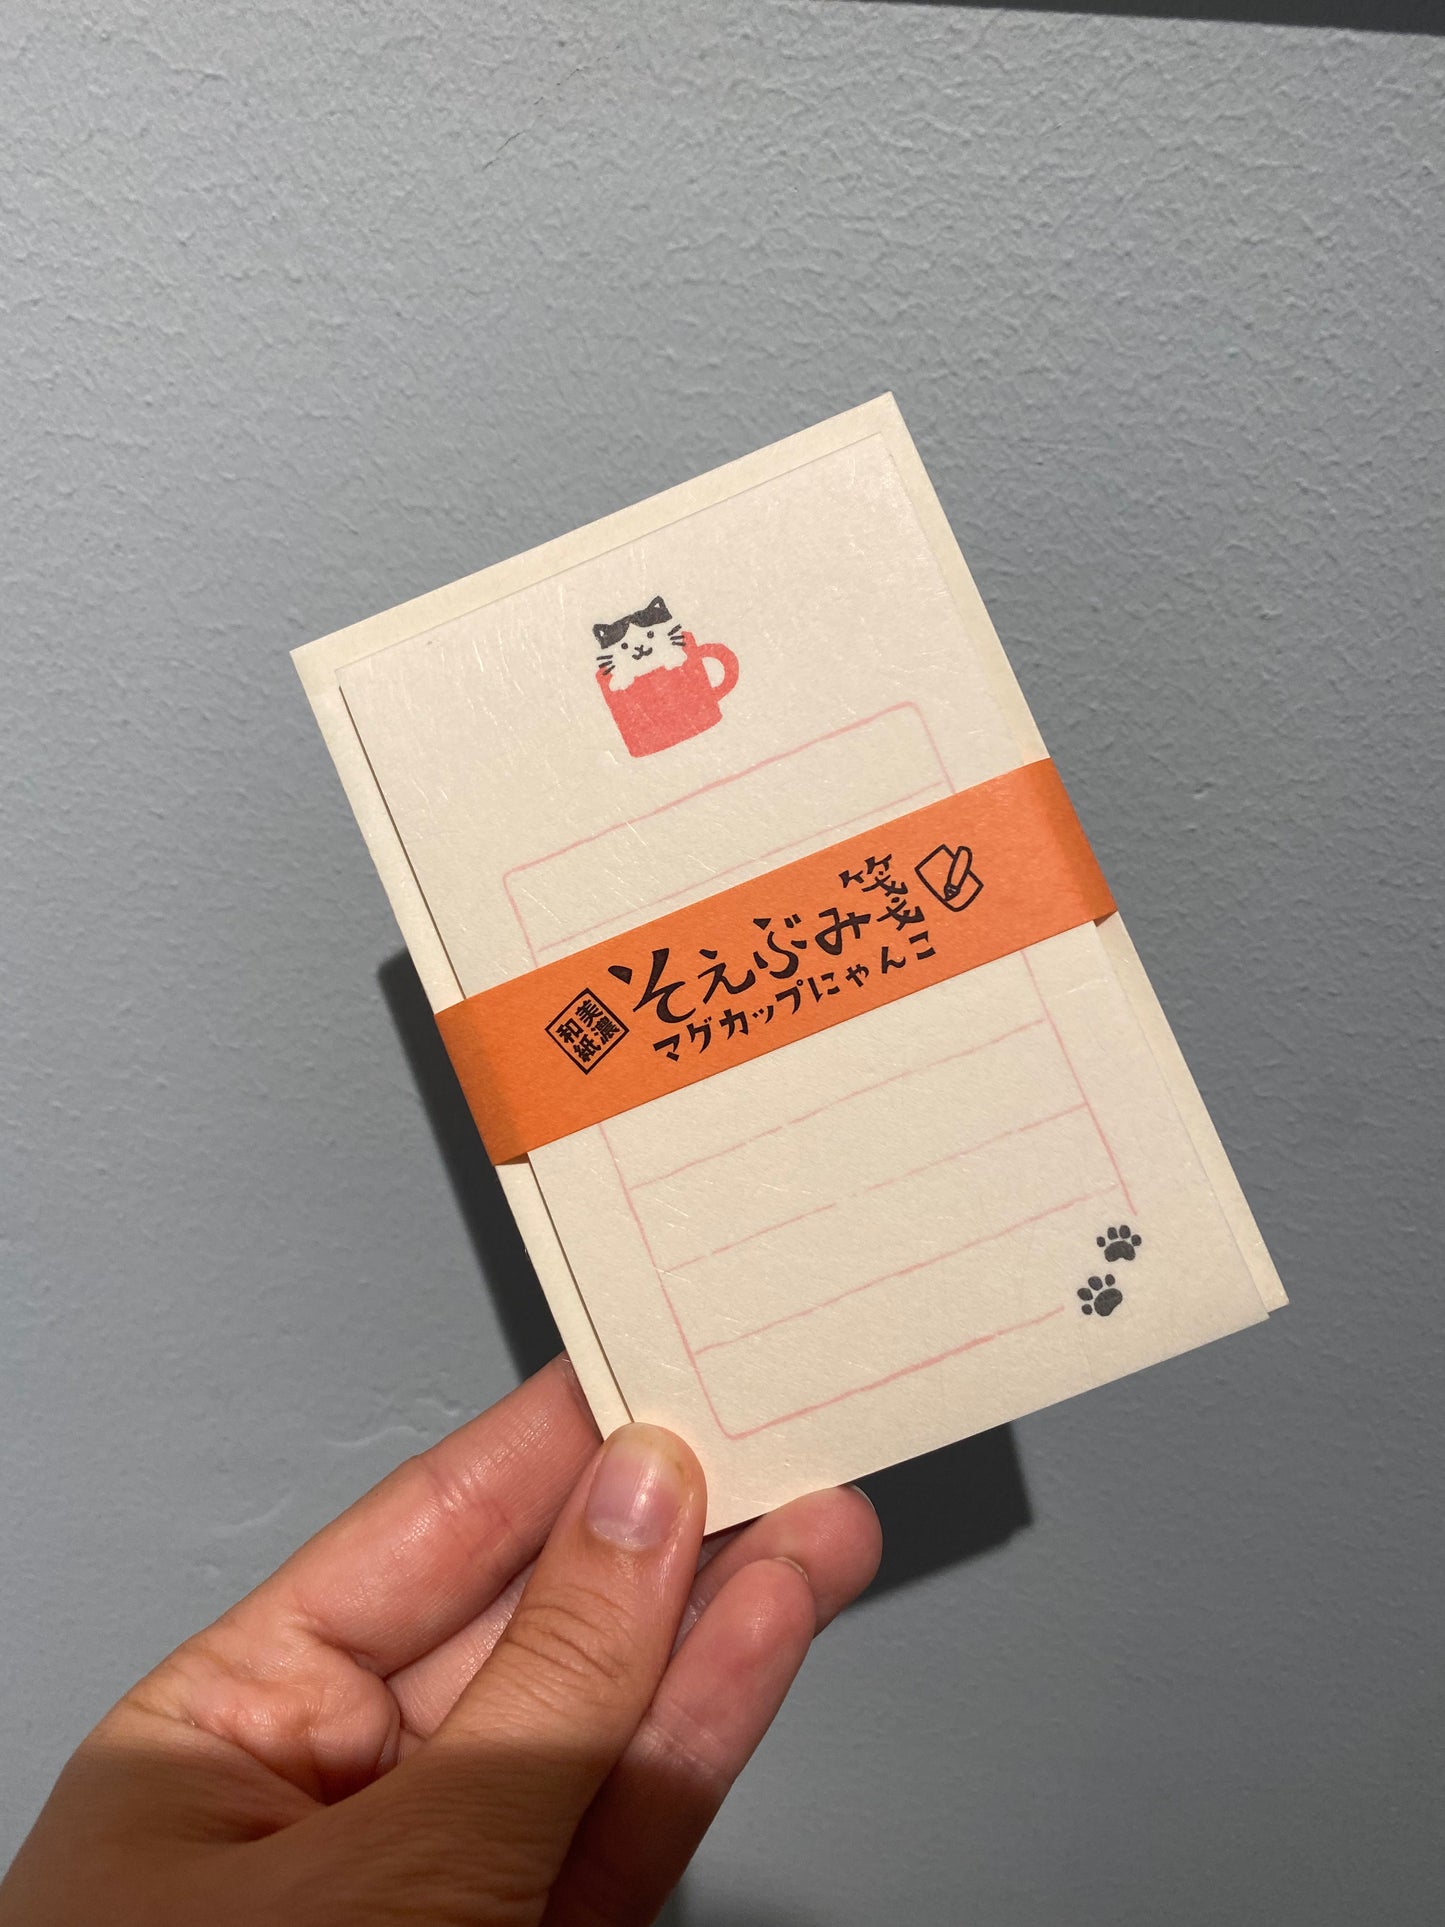 美濃
和紙
そえぶみ箋
マグカップにゃんこ